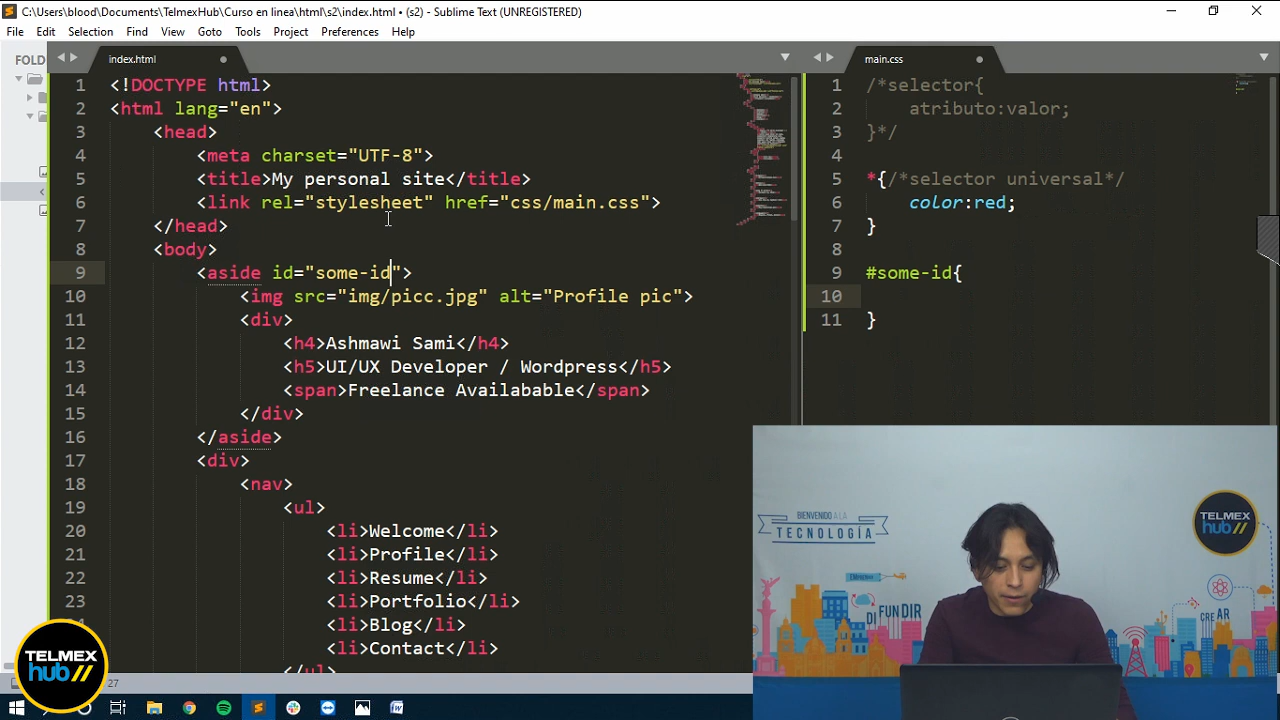 C:\Users\blood\Documents\TelmexHub\Curso en linea\html\s2\index.html • (s2) - Sublime Text (UNREGISTERED)
File Edit Selection Find View Goto Tools Project Preferences Help
FOLD
index.html
1 <!DOCTYPE html>
2 <html lang="en">
3 <head>
4 <meta charset="UTF-8">
5 <title>My personal site</title>
6 <link rel="stylesheet" href="css/main.css">
7 </head>
8 <body>
9 <aside id="some-id">
10 <img src="img/picc.jpg" alt="Profile pic">
11 <div>
12 <h4>Ashmawi Sami</h4>
13 <h5>UI/UX Developer / Wordpress</h5>
14 <span>Freelance Availabable</span>
15 </div>
16 </aside>
17 <div>
18 <nav>
19 <ul>
20 <li>Welcome</li>
21 <li>Profile</li>
22 <li>Resume</li>
23 <li>Portfolio</li>
<li>Blog</li>
<li>Contact</li>
</ul>
main.css
1 /*selector{
2 atributo:valor;
3 }*/
4
5 *{/*selector universal*/
6 color:red;
7 }
8
9 #some-id{
10
11 }
BIENVENIDO A LA
TECNOLOGÍA
TELMEX
hub
DIFUNDIR
CREAR
TELMEX
hub
27